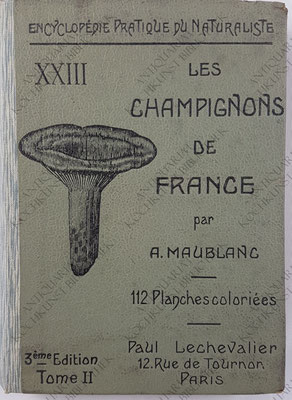 ENCYCLOPÉDIE PRATIQUE DU NATURALISTE
XXIII
LES
CHAMPIGNONS
DE
FRANCE
par
A. MAUBLANC
112 Planches coloriées
3ème Edition
Tome II
Paul Lechevalier
12. Rue de Tournon
PARIS